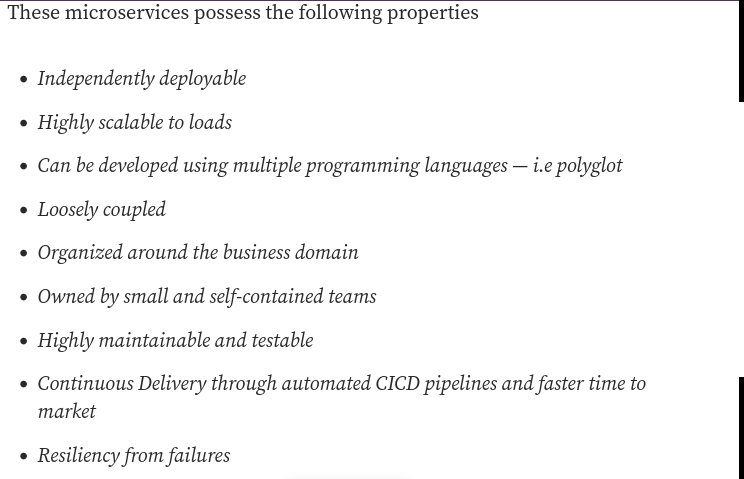 These microservices possess the following properties
• Independently deployable
• Highly scalable to loads
• Can be developed using multiple programming languages — i.e polyglot
• Loosely coupled
• Organized around the business domain
• Owned by small and self-contained teams
• Highly maintainable and testable
• Continuous Delivery through automated CICD pipelines and faster time to
market
• Resiliency from failures